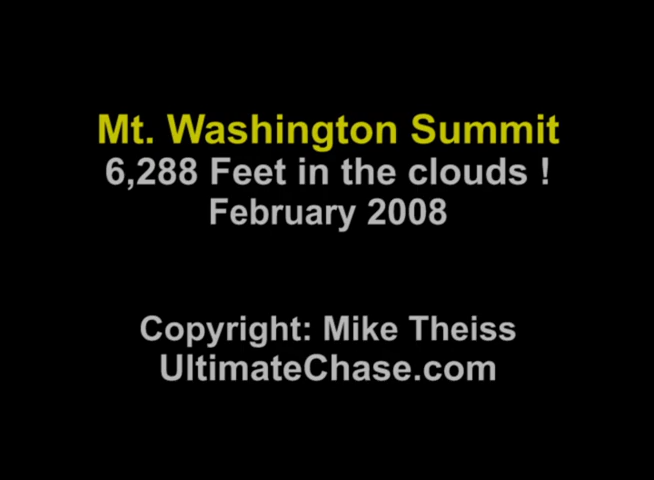 Mt. Washington Summit
6,288 Feet in the clouds !
February 2008
Copyright: Mike Theiss
UltimateChase.com